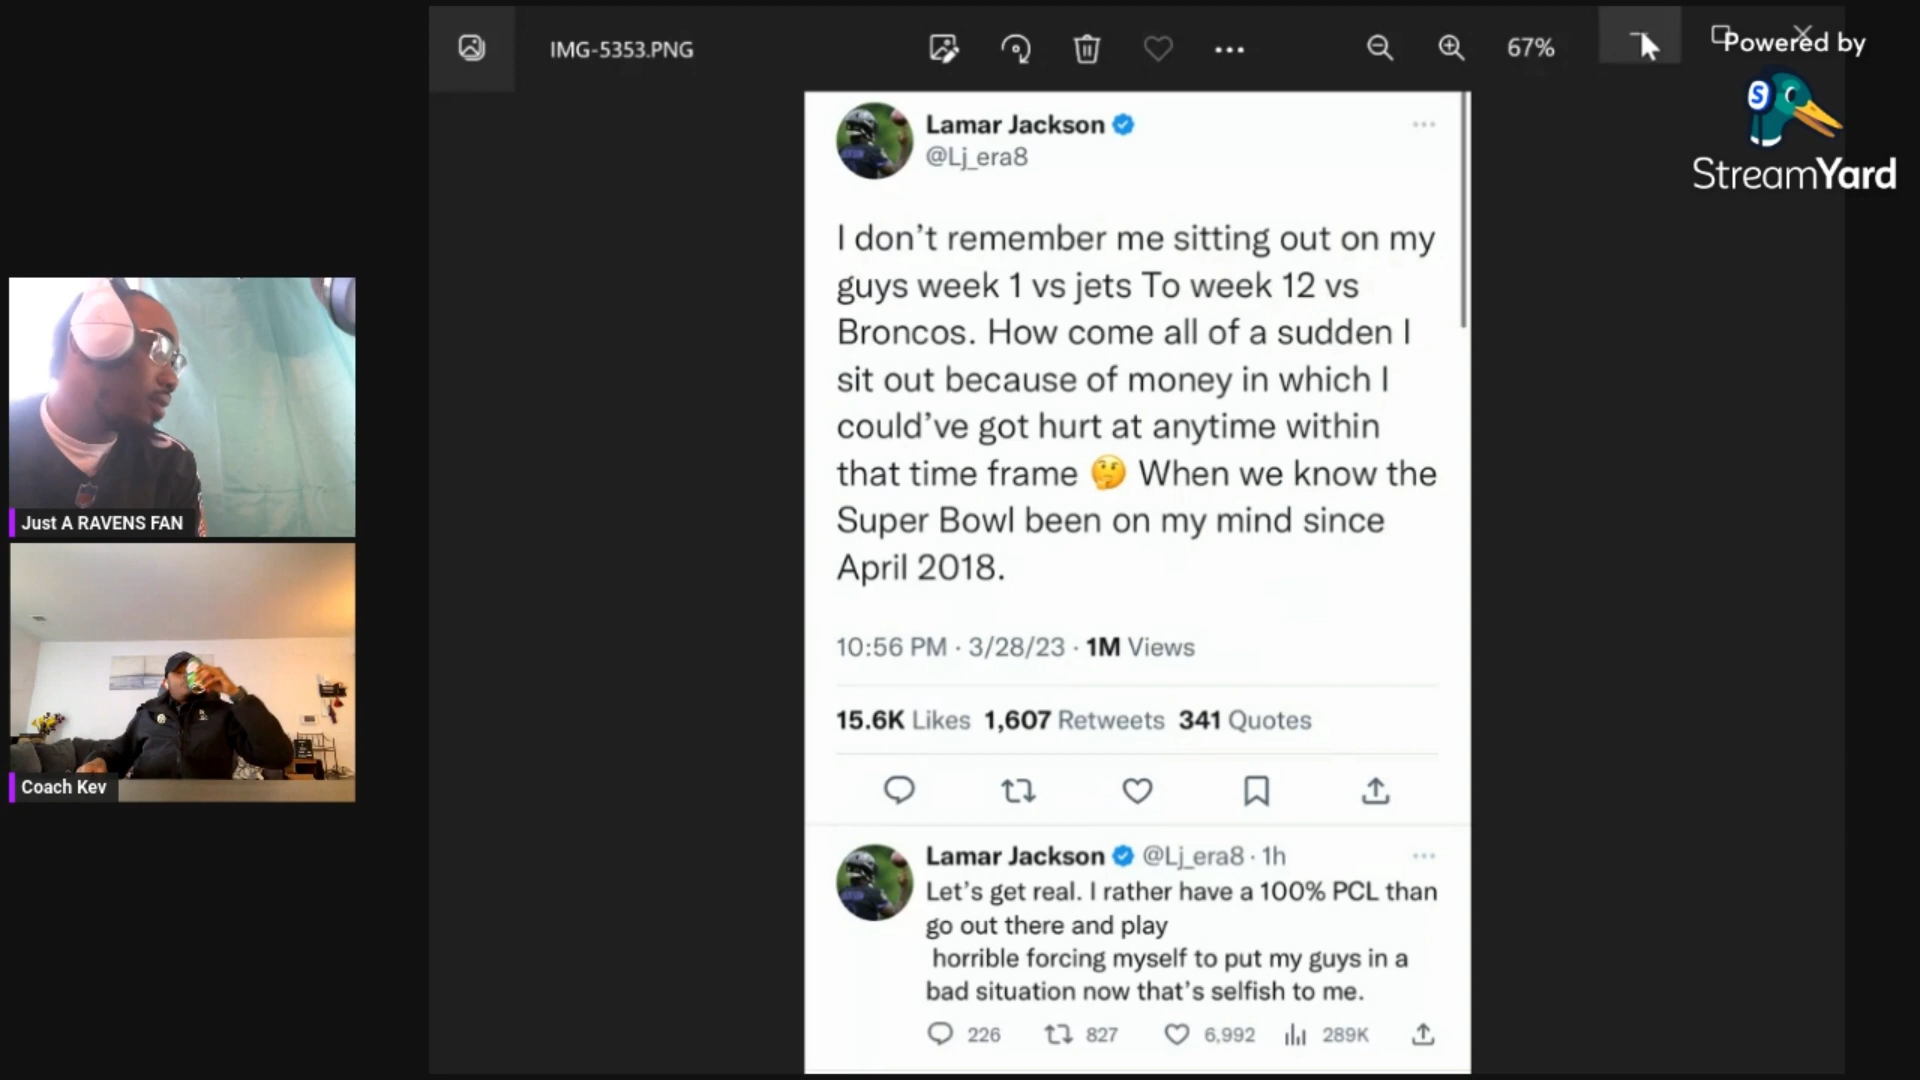 IMG-5353.PNG
67%
Powered by
S
StreamYard
Lamar Jackson
@Lj_era8
I don’t remember me sitting out on my
guys week 1 vs jets To week 12 vs
Broncos. How come all of a sudden I
sit out because of money in which I
could’ve got hurt at anytime within
that time frame 🤔 When we know the
Super Bowl been on my mind since
April 2018.
10:56 PM · 3/28/23 · 1M Views
15.6K Likes 1,607 Retweets 341 Quotes
Lamar Jackson @Lj_era8 · 1h
Let’s get real. I rather have a 100% PCL than
go out there and play
horrible forcing myself to put my guys in a
bad situation now that’s selfish to me.
226 827 6,992 289K
Just A RAVENS FAN
Coach Kev